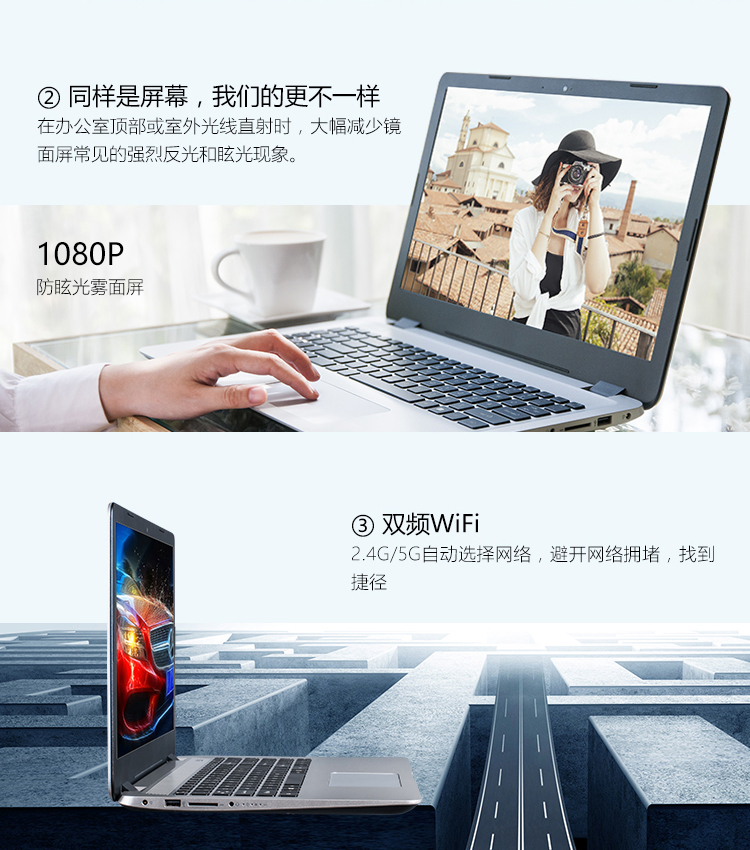 ② 同样是屏幕，我们的更不一样
在办公室顶部或室外光线直射时，大幅减少镜
面屏常见的强烈反光和眩光现象。
1080P
防眩光雾面屏
③ 双频WiFi
2.4G/5G自动选择网络，避开网络拥堵，找到
捷径